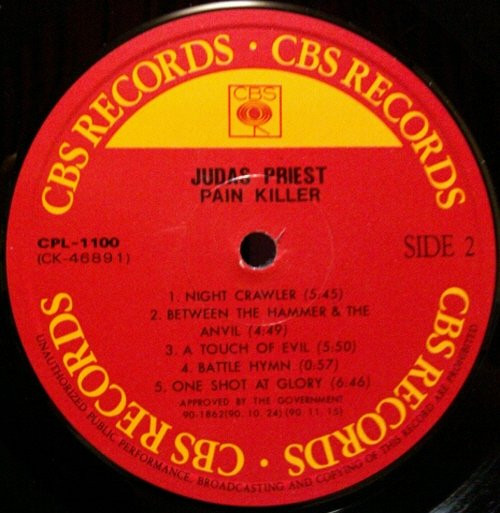 CBS RECORDS · CBS RECORDS
CBS
JUDAS PRIEST
PAIN KILLER
CPL-1100
(CK-46891)
SIDE 2
1. NIGHT CRAWLER (5:45)
2. BETWEEN THE HAMMER & THE
ANVIL (4:49)
3. A TOUCH OF EVIL (5:50)
4. BATTLE HYMN (0:57)
5. ONE SHOT AT GLORY (6:46)
APPROVED BY THE GOVERNMENT
90-1862(90. 10. 24) (90. 11. 15)
CBS RECORDS · CBS RECORDS
UNAUTHORIZED PUBLIC PERFORMANCE, BROADCASTING AND COPYING OF THIS RECORD ARE PROHIBITED